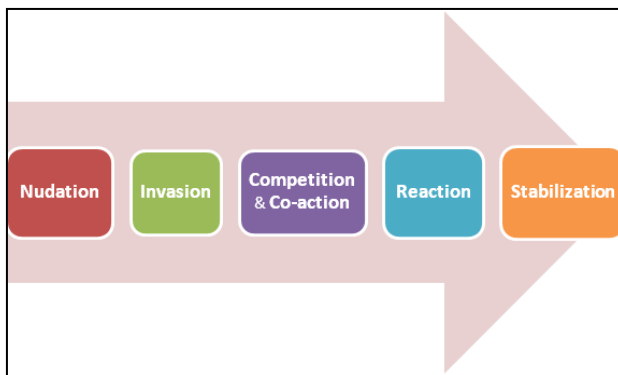 Nudation
Invasion
Competition
& Co-action
Reaction
Stabilization